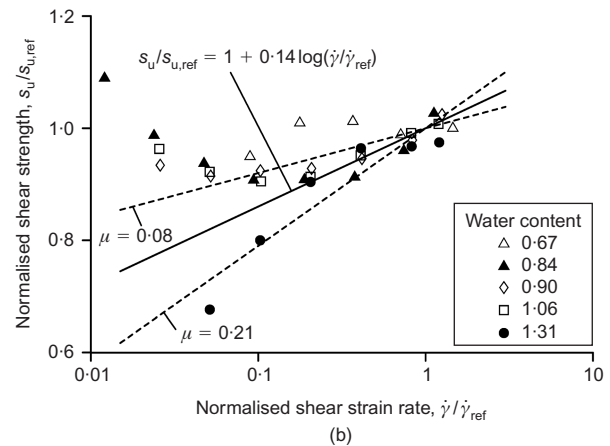 1·2
1·0
0·8
0·6
Normalised shear strength, su/su,ref
su/su,ref = 1 + 0·14log(γ̇/γ̇ref)
μ = 0·08
μ = 0·21
Water content
0·67
0·84
0·90
1·06
1·31
0·01 0·1 1 10
Normalised shear strain rate, γ̇/γ̇ref
(b)